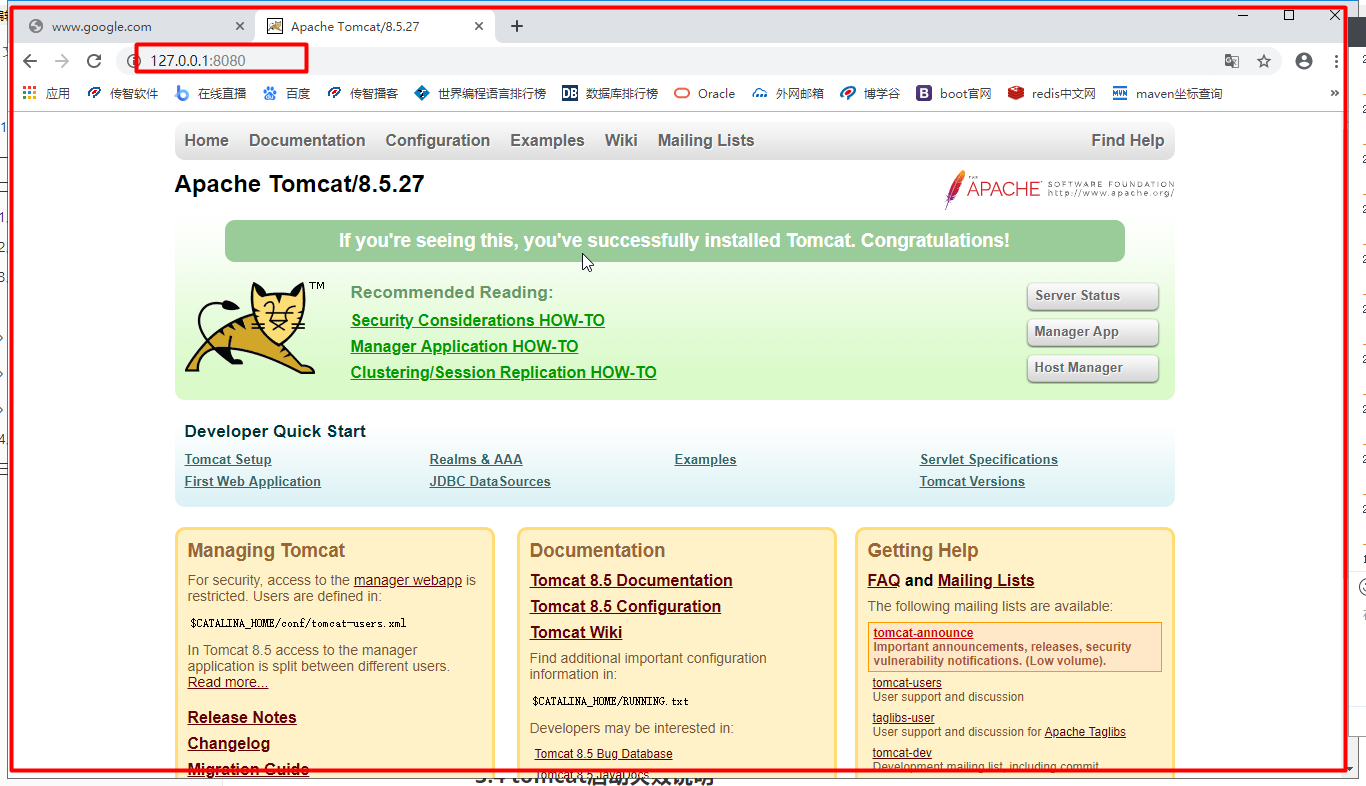 www.google.com
Apache Tomcat/8.5.27
127.0.0.1:8080
应用 传智软件 在线直播 百度 传智播客 世界编程语言排行榜 DB 数据库排行榜 Oracle 外网邮箱 博学谷 B boot官网 redis中文网 MVN maven坐标查询 »
Home Documentation Configuration Examples Wiki Mailing Lists Find Help
Apache Tomcat/8.5.27
THE APACHE SOFTWARE FOUNDATION
http://www.apache.org/
If you're seeing this, you've successfully installed Tomcat. Congratulations!
TM
Recommended Reading:
Security Considerations HOW-TO
Manager Application HOW-TO
Clustering/Session Replication HOW-TO
Server Status
Manager App
Host Manager
Developer Quick Start
Tomcat Setup
First Web Application
Realms & AAA
JDBC DataSources
Examples
Servlet Specifications
Tomcat Versions
Managing Tomcat
For security, access to the manager webapp is
restricted. Users are defined in:
$CATALINA_HOME/conf/tomcat-users.xml
In Tomcat 8.5 access to the manager
application is split between different users.
Read more...
Release Notes
Changelog
Migration Guide
Documentation
Tomcat 8.5 Documentation
Tomcat 8.5 Configuration
Tomcat Wiki
Find additional important configuration
information in:
$CATALINA_HOME/RUNNING.txt
Developers may be interested in:
Tomcat 8.5 Bug Database
Tomcat 8.5 JavaDocs
Getting Help
FAQ and Mailing Lists
The following mailing lists are available:
tomcat-announce
Important announcements, releases, security
vulnerability notifications. (Low volume).
tomcat-users
User support and discussion
taglibs-user
User support and discussion for Apache Taglibs
tomcat-dev
Development mailing list, including commit